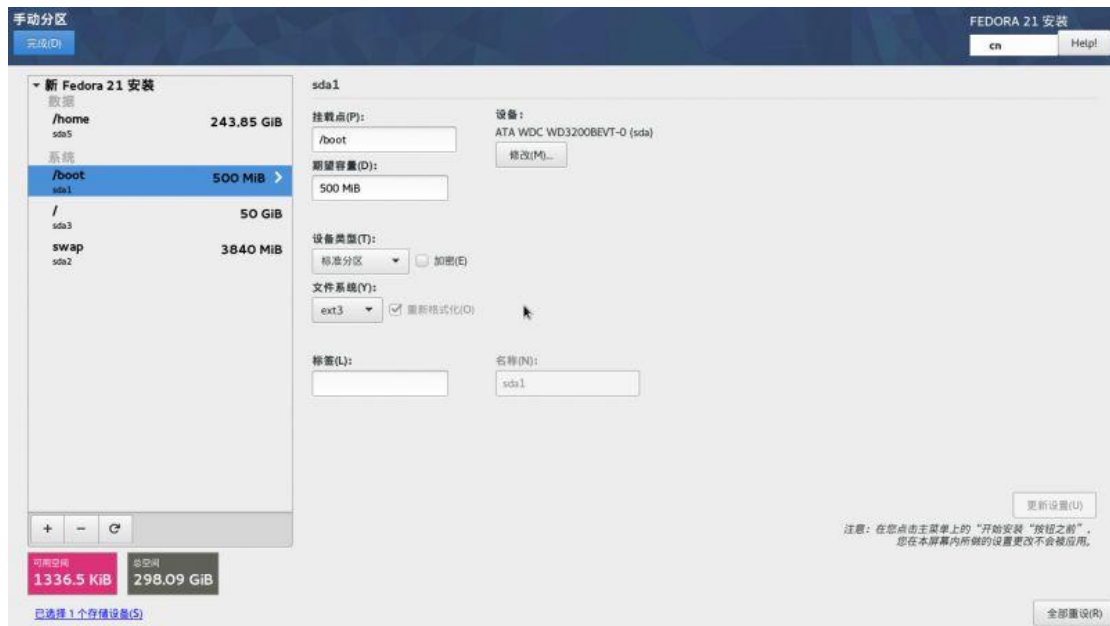 手动分区
FEDORA 21 安装
完成(D)
cn
Help!
新 Fedora 21 安装
数据
/home
243.85 GiB
sda5
系统
/boot
500 MiB
sda1
/
50 GiB
sda3
swap
3840 MiB
sda2
sda1
挂载点(P):
/boot
设备:
ATA WDC WD3200BEVT-0 (sda)
修改(M)...
期望容量(D):
500 MiB
设备类型(T):
标准分区
加密(E)
文件系统(Y):
ext3
重新格式化(O)
标签(L):
名称(N):
sda1
更新设置(U)
注意: 在您点击主菜单上的 "开始安装 "按钮之前",
您在本屏幕内所做的设置更改不会被应用。
可用空间
1336.5 KiB
总空间
298.09 GiB
已选择 1 个存储设备(S)
全部重设(R)